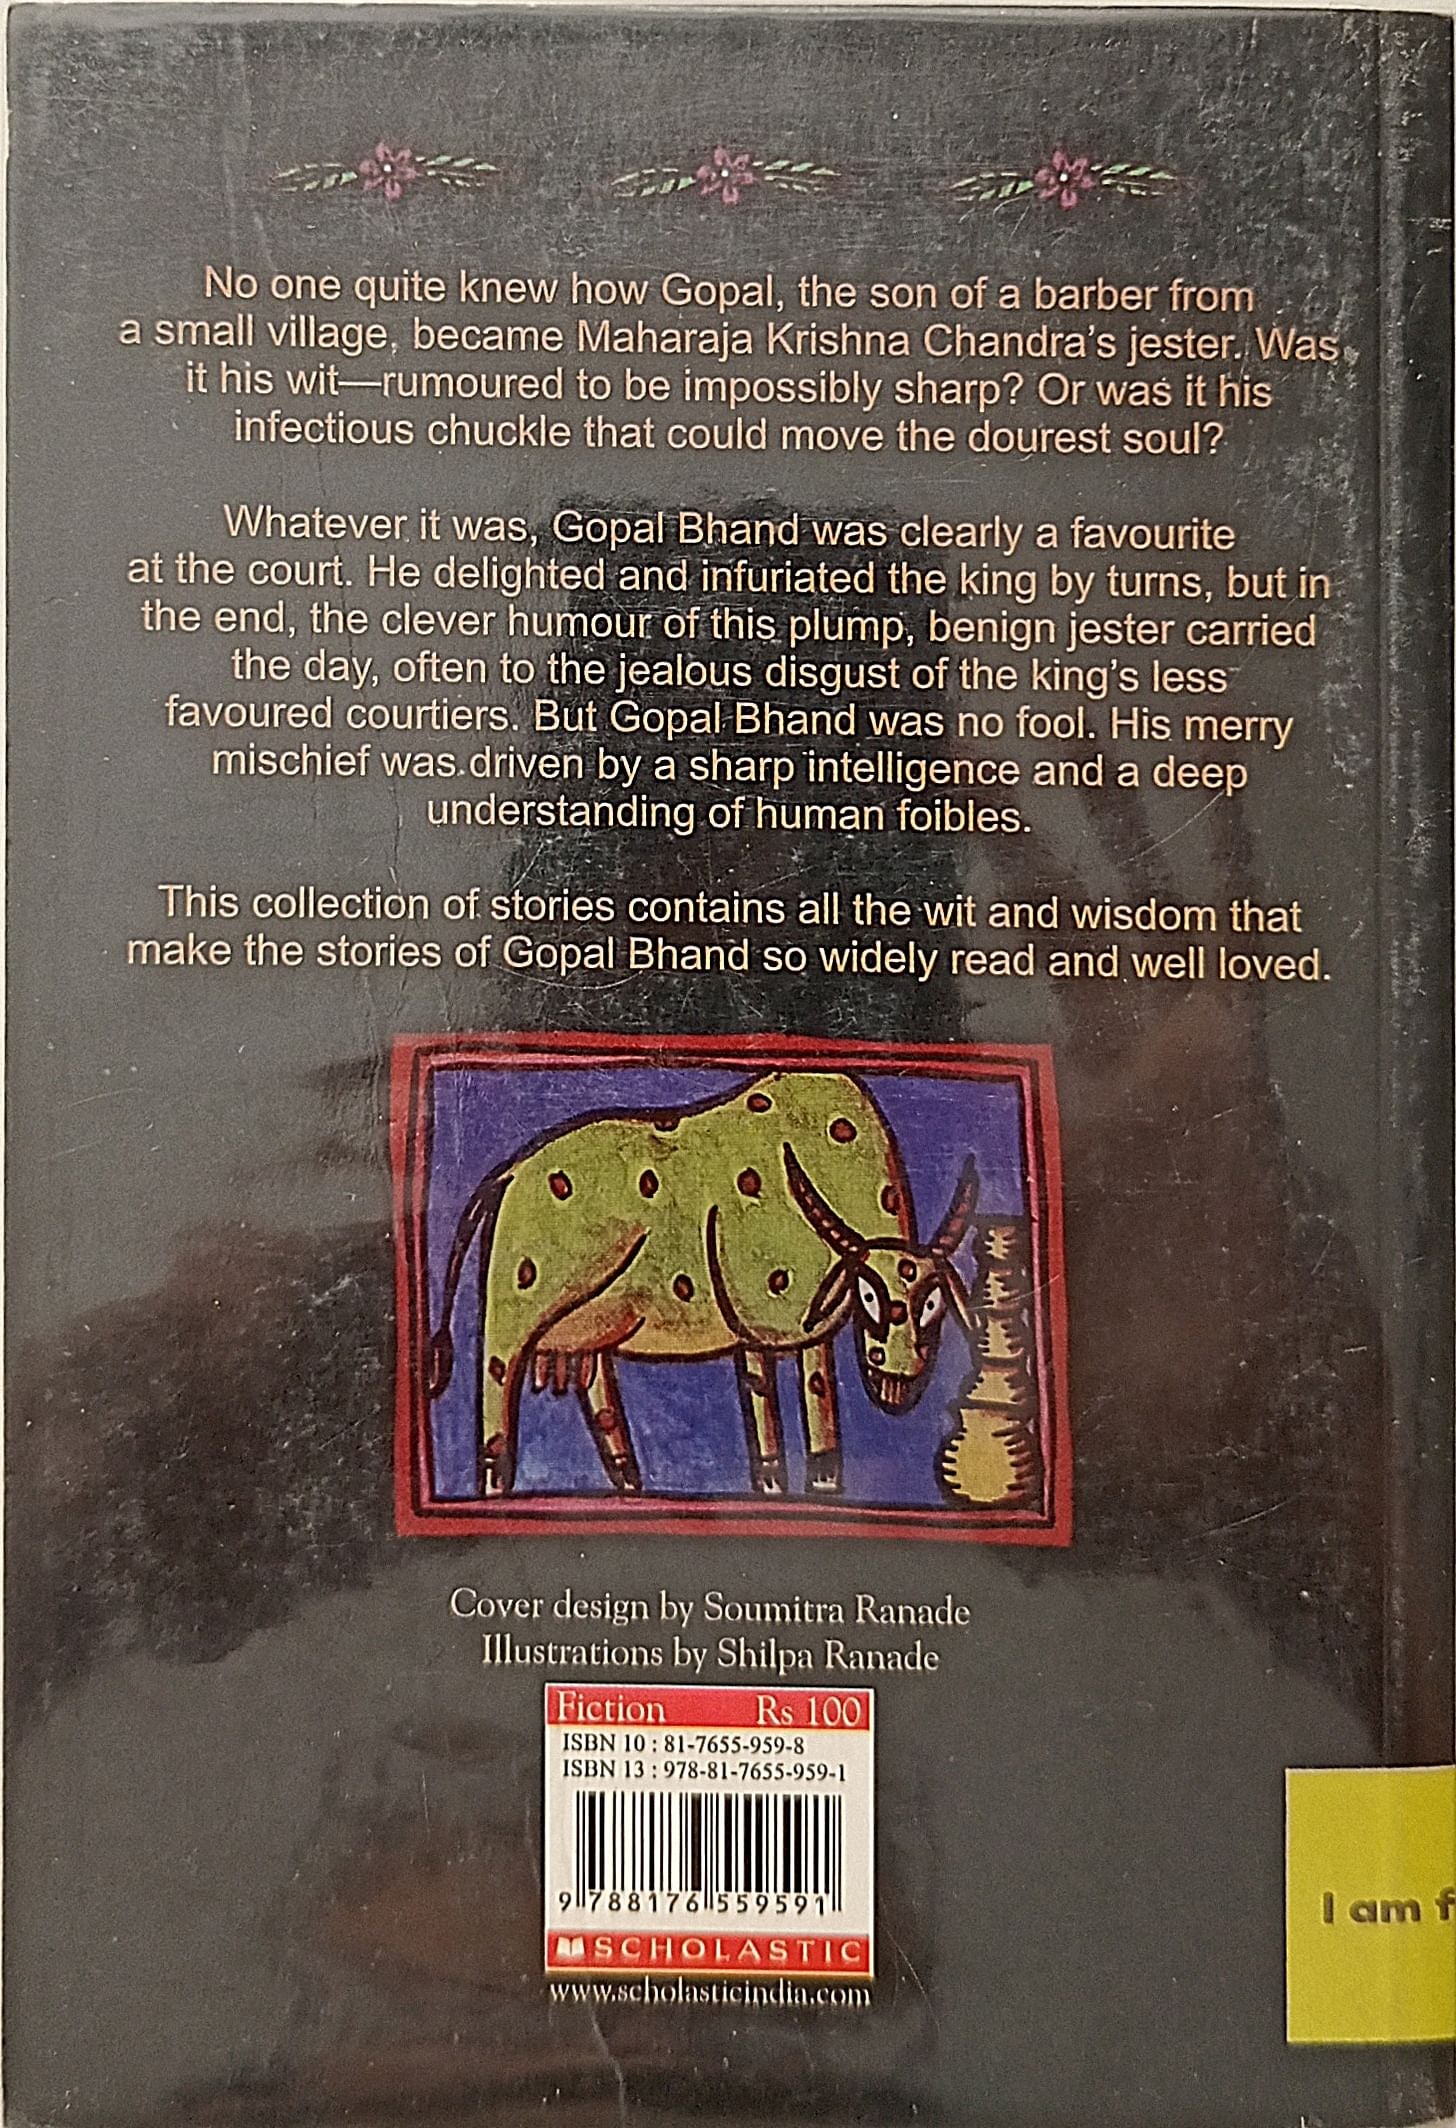 No one quite knew how Gopal, the son of a barber from
a small village, became Maharaja Krishna Chandra's jester. Was
it his wit—rumoured to be impossibly sharp? Or was it his
infectious chuckle that could move the dourest soul?
Whatever it was, Gopal Bhand was clearly a favourite
at the court. He delighted and infuriated the king by turns, but in
the end, the clever humour of this plump, benign jester carried
the day, often to the jealous disgust of the king's less
favoured courtiers. But Gopal Bhand was no fool. His merry
mischief was driven by a sharp intelligence and a deep
understanding of human foibles.
This collection of stories contains all the wit and wisdom that
make the stories of Gopal Bhand so widely read and well loved.
Cover design by Soumitra Ranade
Illustrations by Shilpa Ranade
Fiction Rs 100
ISBN 10 : 81-7655-959-8
ISBN 13 : 978-81-7655-959-1
9 788176 559591
SCHOLASTIC
www.scholasticindia.com
I am